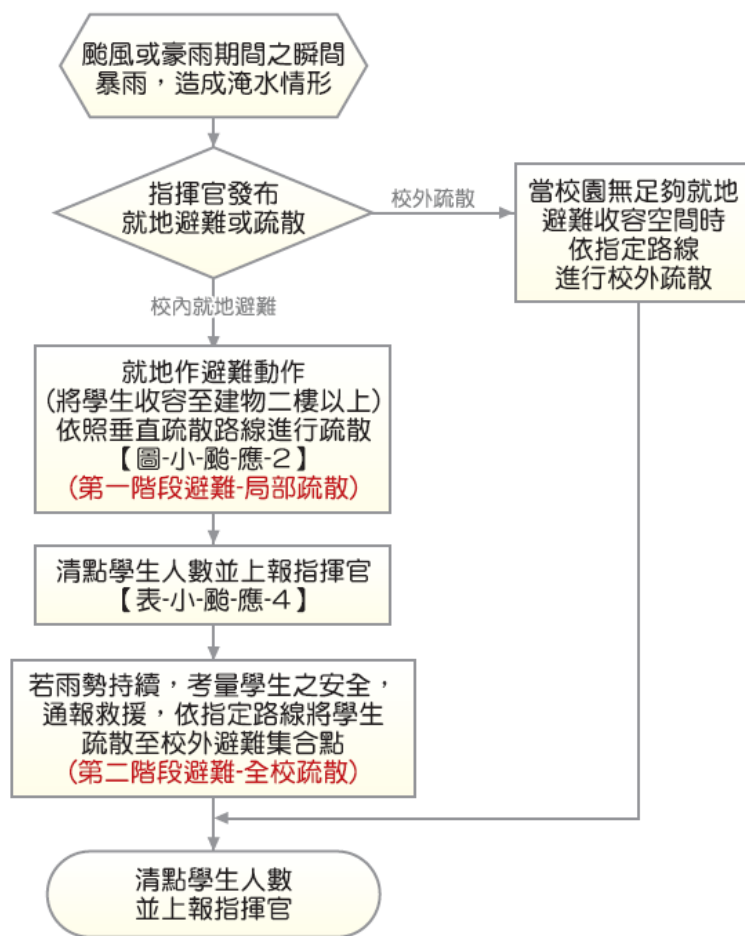 颱風或豪雨期間之瞬間
暴雨，造成淹水情形
指揮官發布
就地避難或疏散
校外疏散
當校園無足夠就地
避難收容空間時
依指定路線
進行校外疏散
校內就地避難
就地作避難動作
(將學生收容至建物二樓以上)
依照垂直疏散路線進行疏散
【圖-小-颱-應-2】
(第一階段避難-局部疏散)
清點學生人數並上報指揮官
【表-小-颱-應-4】
若雨勢持續，考量學生之安全，
通報救援，依指定路線將學生
疏散至校外避難集合點
(第二階段避難-全校疏散)
清點學生人數
並上報指揮官